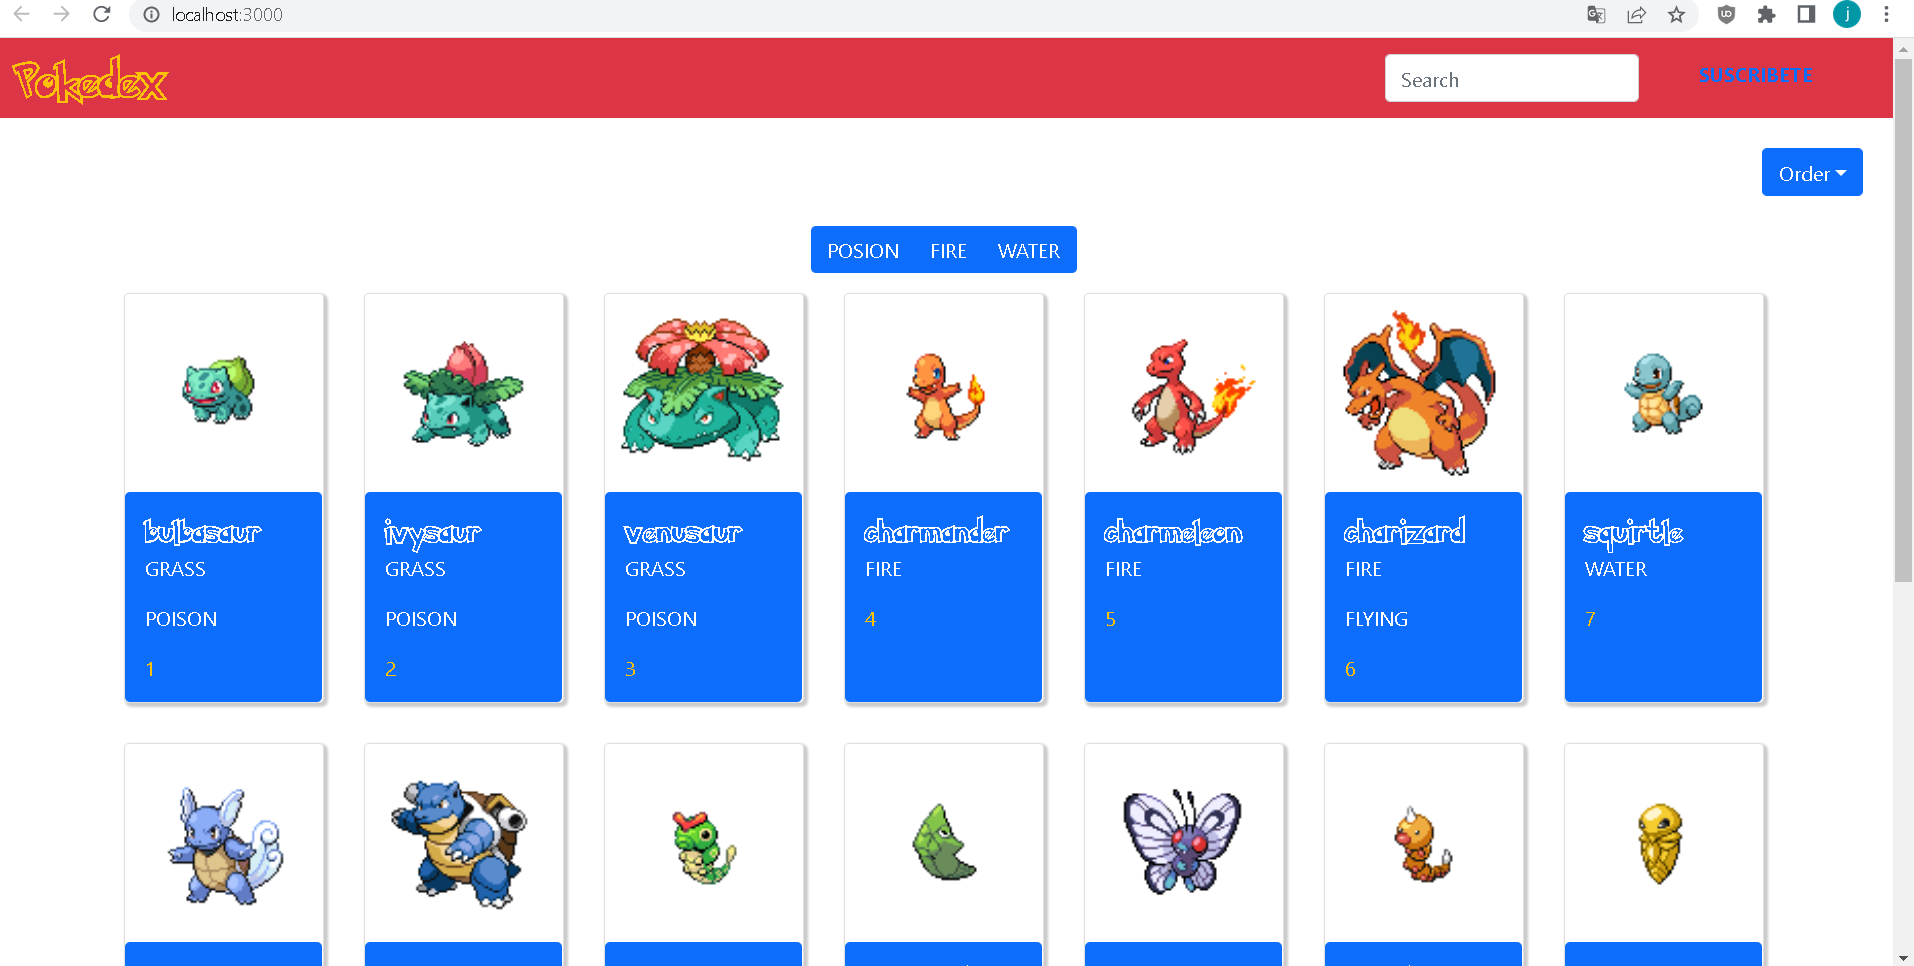 localhost:3000
Pokedex
Search
SUSCRIBETE
Order
POSION FIRE WATER
bulbasaur
GRASS
POISON
1
ivysaur
GRASS
POISON
2
venusaur
GRASS
POISON
3
charmander
FIRE
4
charmeleon
FIRE
5
charizard
FIRE
FLYING
6
squirtle
WATER
7
j